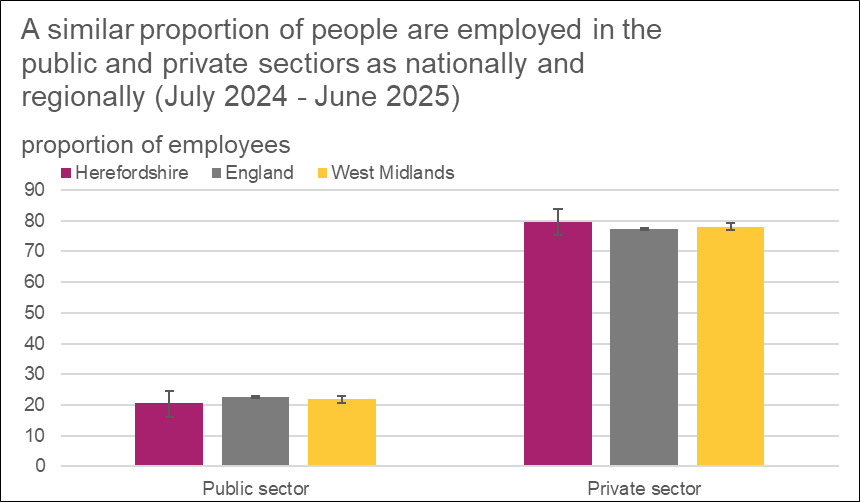 A similar proportion of people are employed in the
public and private sectiors as nationally and
regionally (July 2024 - June 2025)
proportion of employees
Herefordshire England West Midlands
90
80
70
60
50
40
30
20
10
0
Public sector Private sector